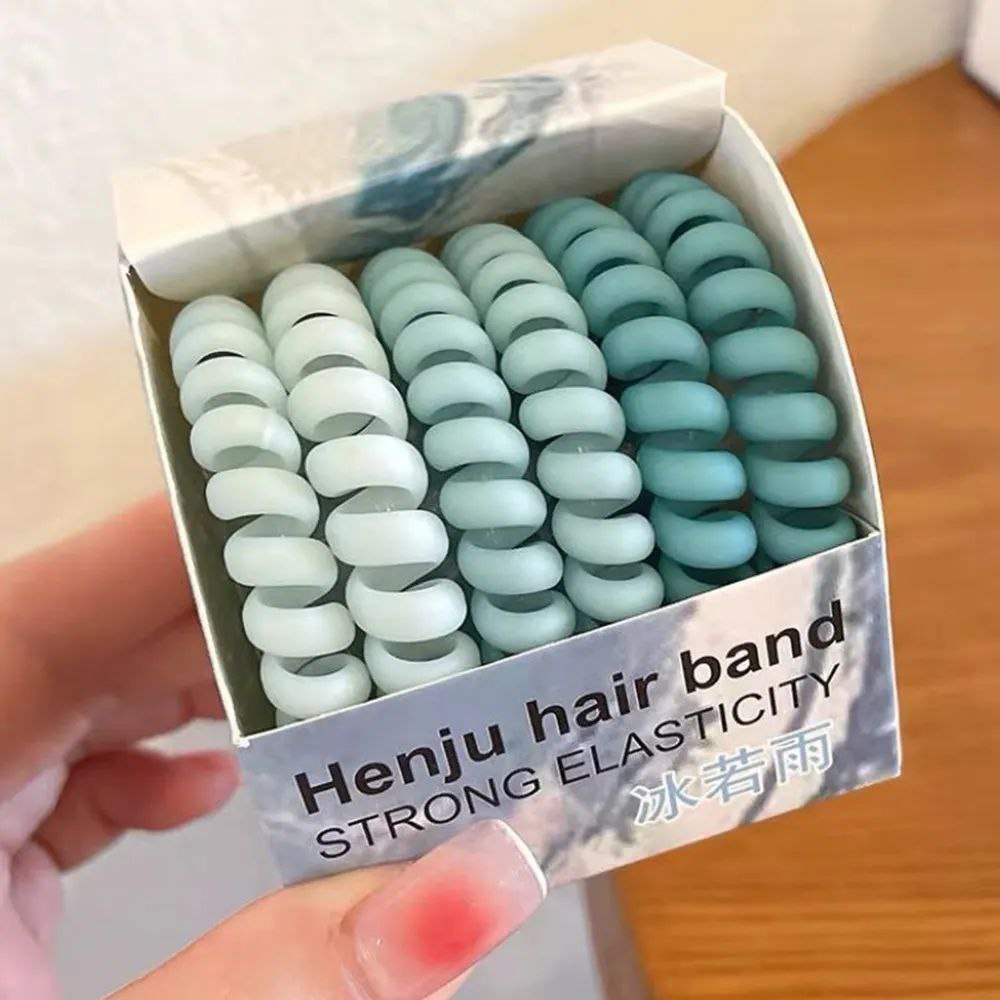 Henju hair band
STRONG ELASTICITY
冰若雨